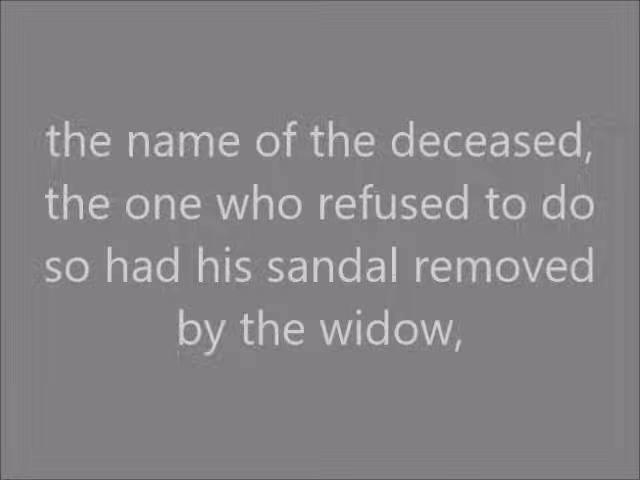 the name of the deceased,
the one who refused to do
so had his sandal removed
by the widow,